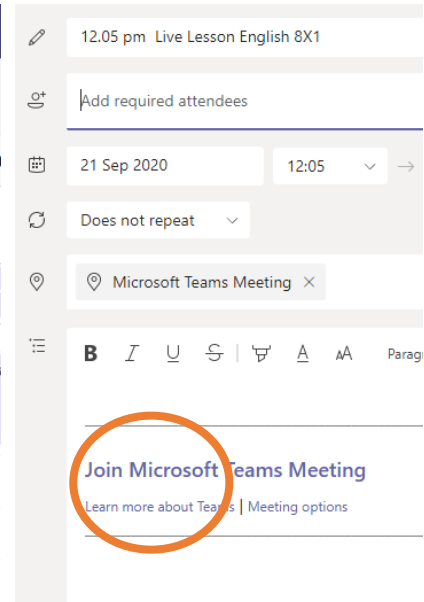 12.05 pm Live Lesson English 8X1
Add required attendees
21 Sep 2020 12:05
Does not repeat
Microsoft Teams Meeting
B I U S A AA Paragr
Join Microsoft Teams Meeting
Learn more about Teams | Meeting options